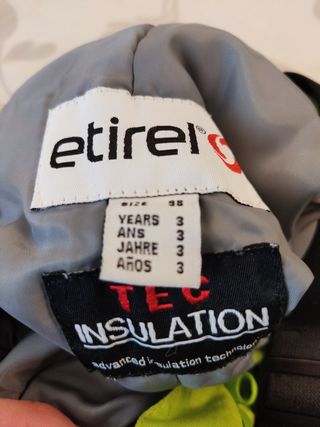 etirel®
SIZE 98
YEARS 3
ANS 3
JAHRE 3
AÑOS 3
TEC
INSULATION
advanced insulation technology